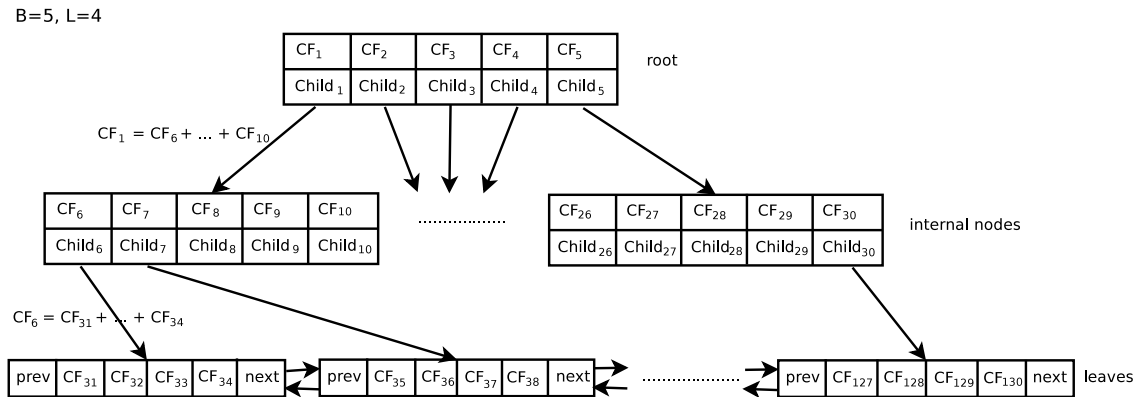 B=5, L=4
CF₁ CF₂ CF₃ CF₄ CF₅
root
Child₁ Child₂ Child₃ Child₄ Child₅
CF₁ = CF₆ + ... + CF₁₀
CF₆ CF₇ CF₈ CF₉ CF₁₀
Child₆ Child₇ Child₈ Child₉ Child₁₀
.................
CF₂₆ CF₂₇ CF₂₈ CF₂₉ CF₃₀
Child₂₆ Child₂₇ Child₂₈ Child₂₉ Child₃₀
internal nodes
CF₆ = CF₃₁ + ... + CF₃₄
prev CF₃₁ CF₃₂ CF₃₃ CF₃₄ next
prev CF₃₅ CF₃₆ CF₃₇ CF₃₈ next
...................
prev CF₁₂₇ CF₁₂₈ CF₁₂₉ CF₁₃₀ next
leaves